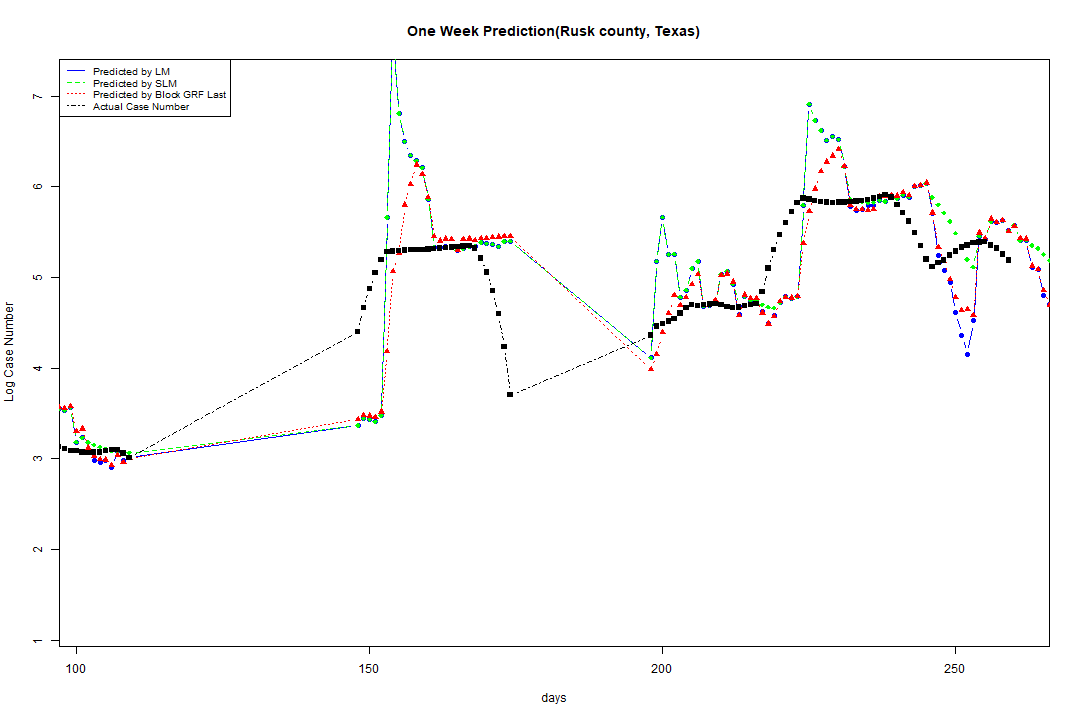 One Week Prediction(Rusk county, Texas)
Predicted by LM
Predicted by SLM
Predicted by Block GRF Last
Actual Case Number
7
6
5
4
3
2
1
Log Case Number
100 150 200 250
days